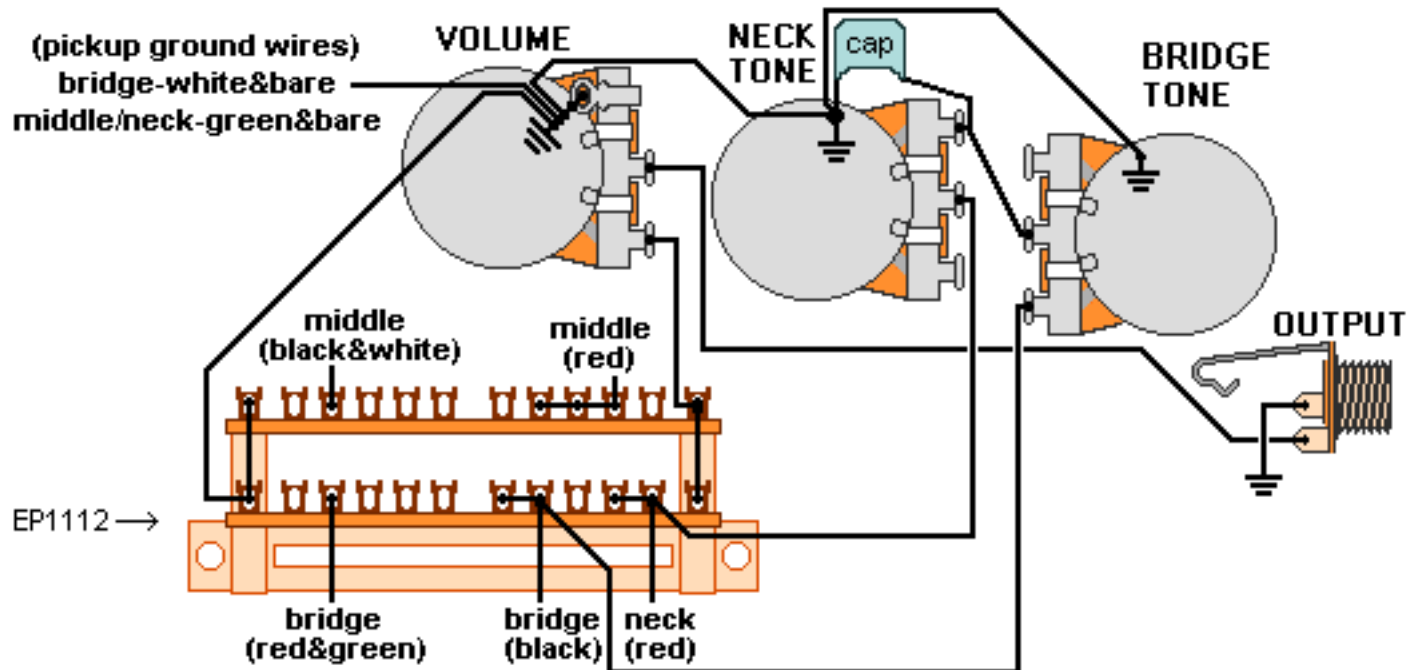 (pickup ground wires)
bridge-white&bare
middle/neck-green&bare
VOLUME
NECK
TONE
cap
BRIDGE
TONE
OUTPUT
middle
(black&white)
middle
(red)
EP1112
bridge
(red&green)
bridge
(black)
neck
(red)